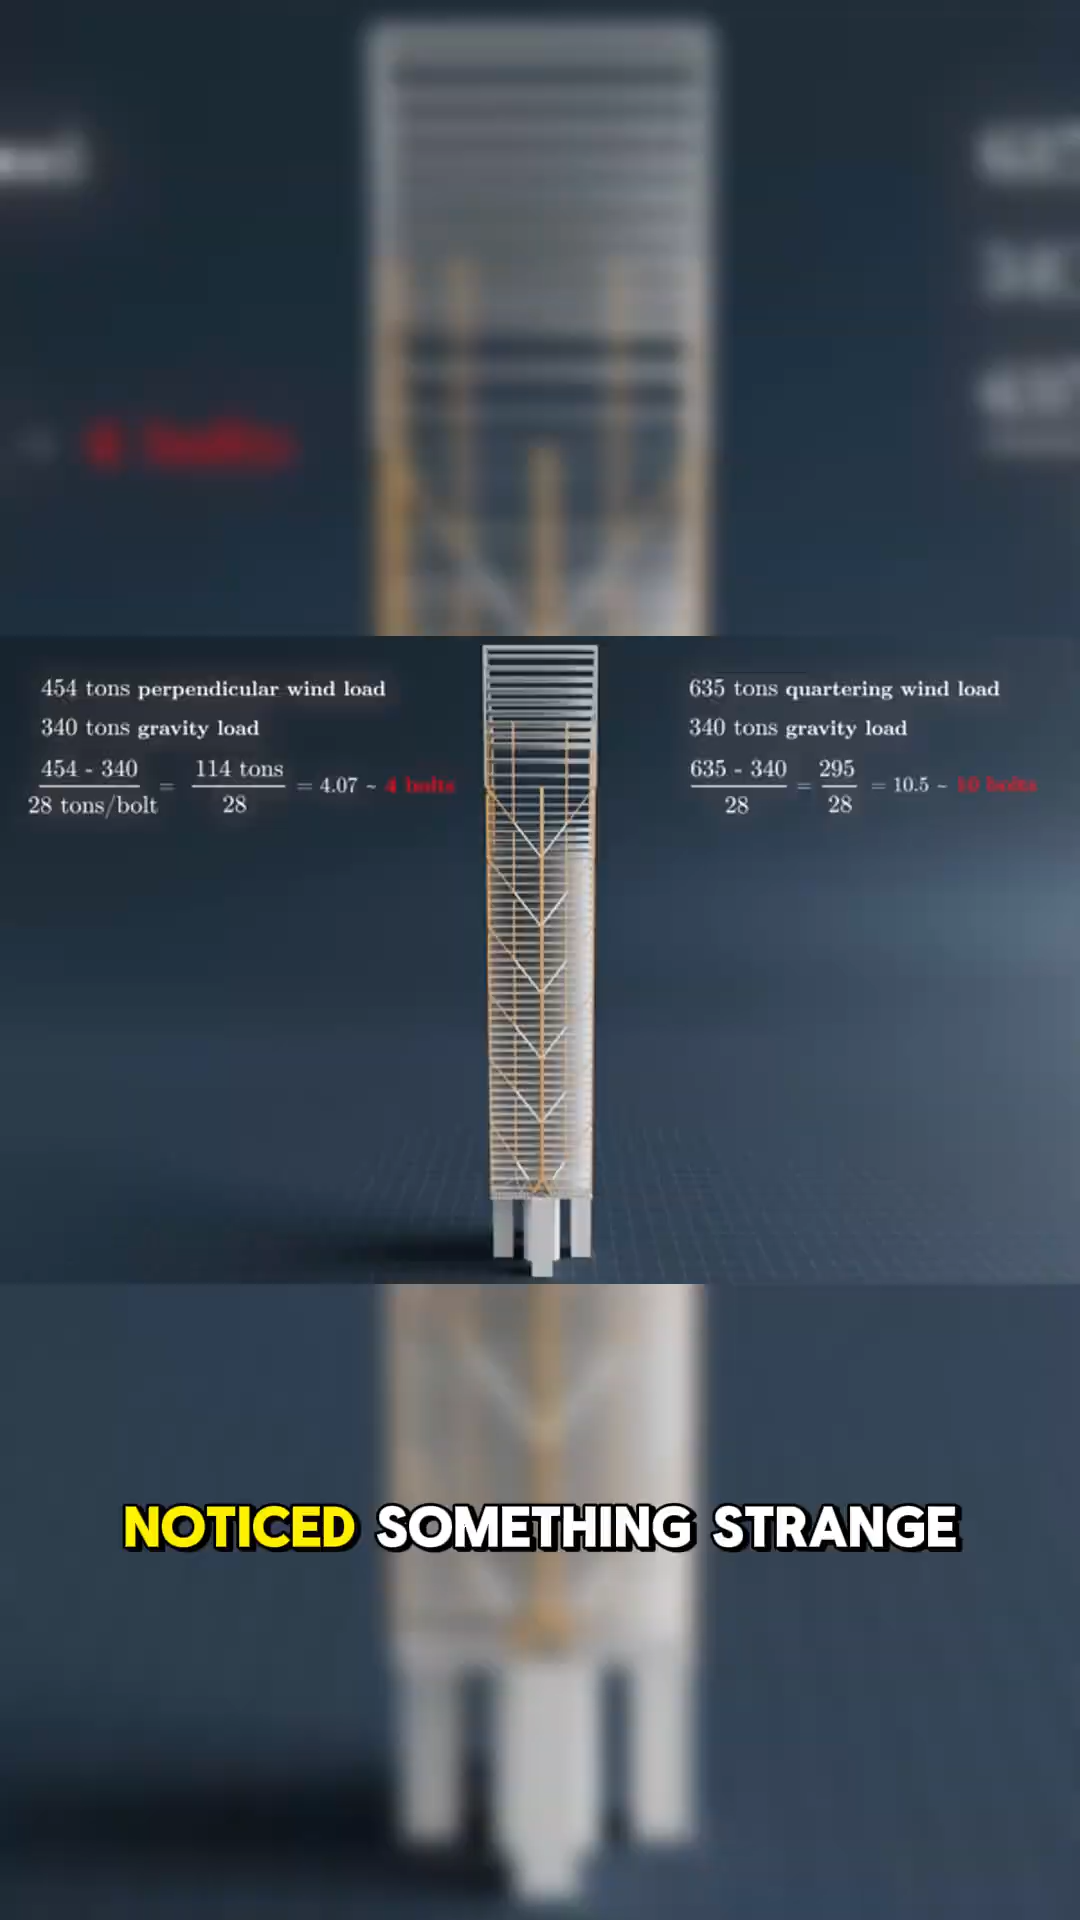 454 tons perpendicular wind load
340 tons gravity load
454 - 340 / 28 tons/bolt = 114 tons / 28 = 4.07 ~ 4 bolts
635 tons quartering wind load
340 tons gravity load
635 - 340 / 28 = 295 / 28 = 10.5 ~ 10 bolts
NOTICED SOMETHING STRANGE